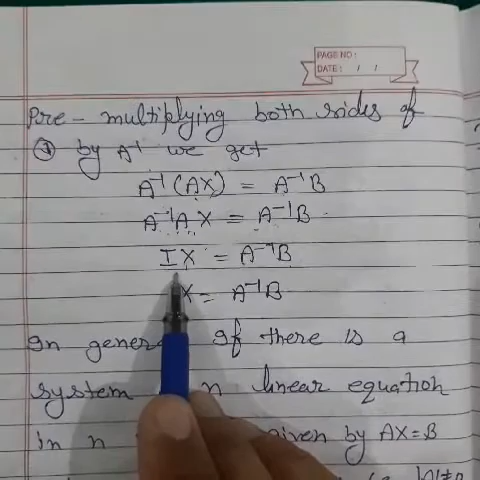 PAGE NO:
DATE: / /
Pre-multiplying both sides of
① by A⁻¹ we get
A⁻¹(AX) = A⁻¹B
A⁻¹A X = A⁻¹B
IX = A⁻¹B
X = A⁻¹B
In gener If there is a
system n linear equation
in n given by AX=B